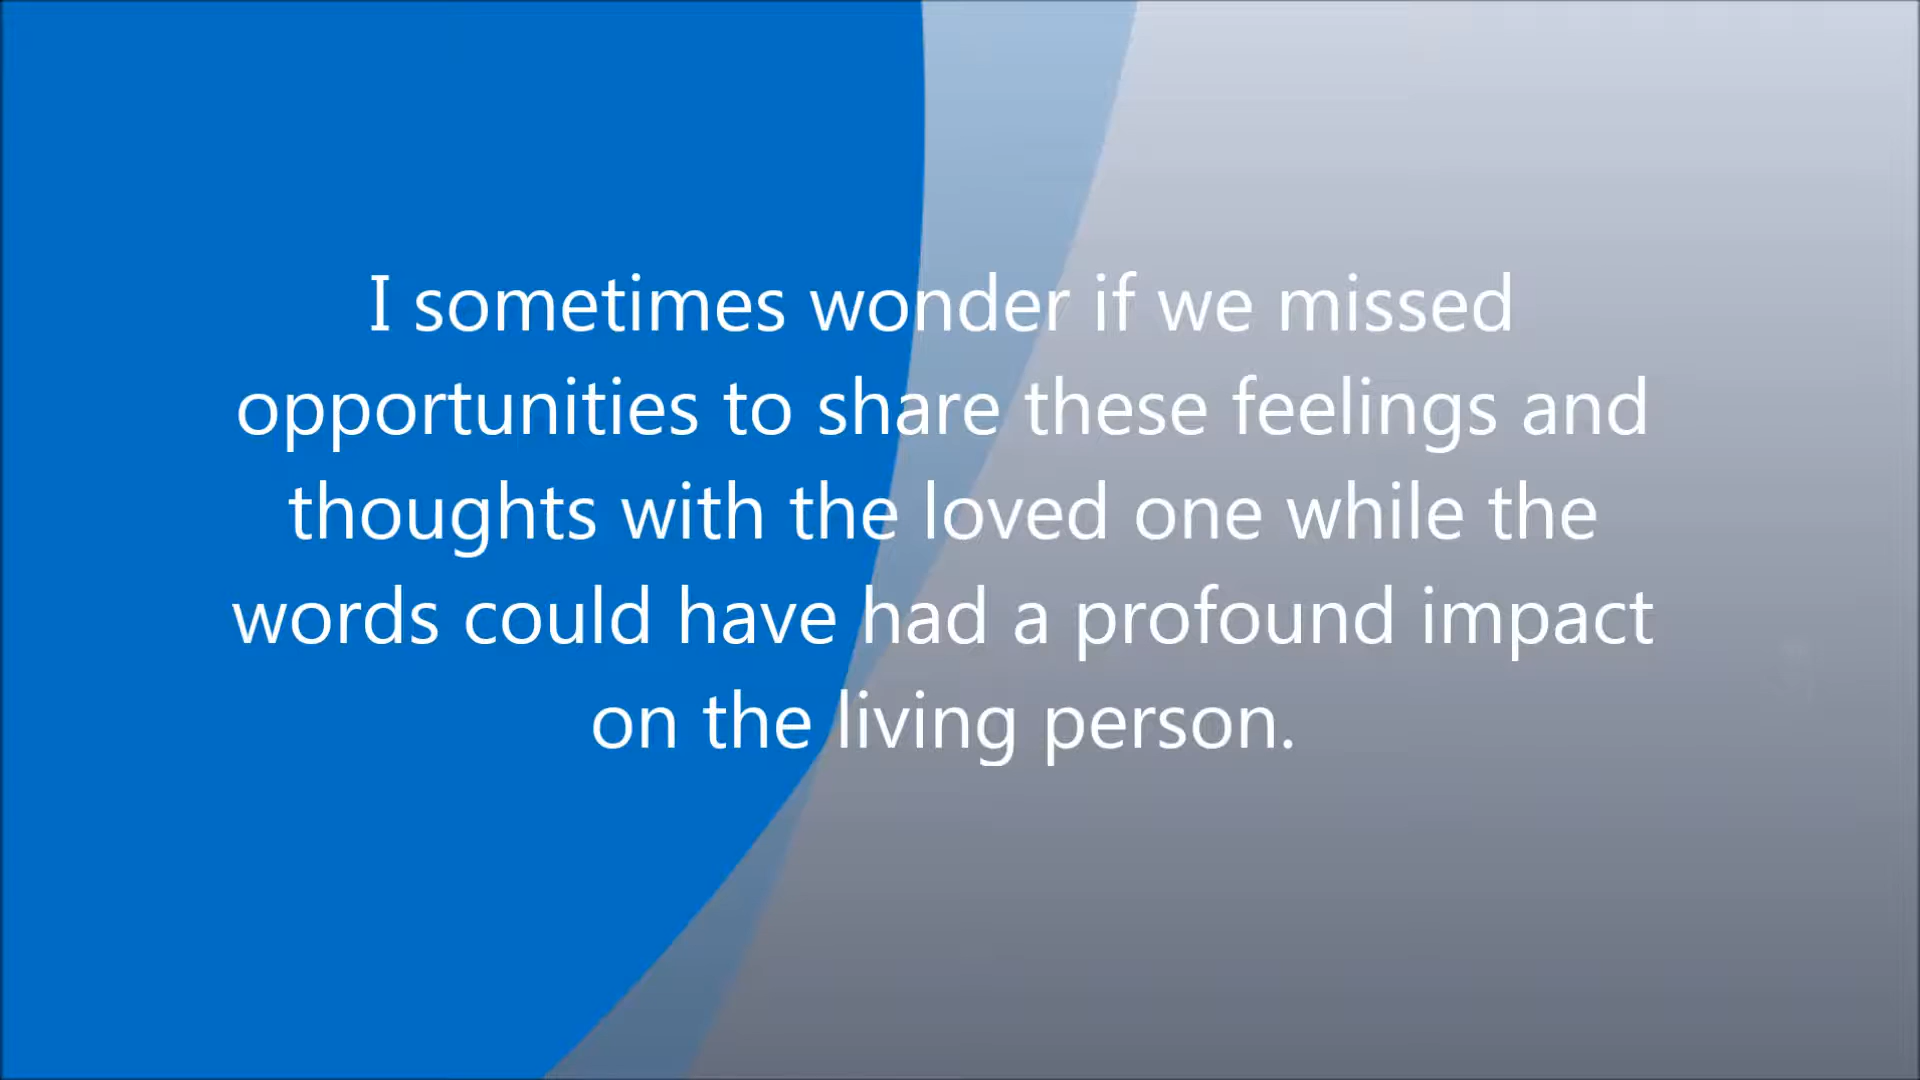 I sometimes wonder if we missed
opportunities to share these feelings and
thoughts with the loved one while the
words could have had a profound impact
on the living person.